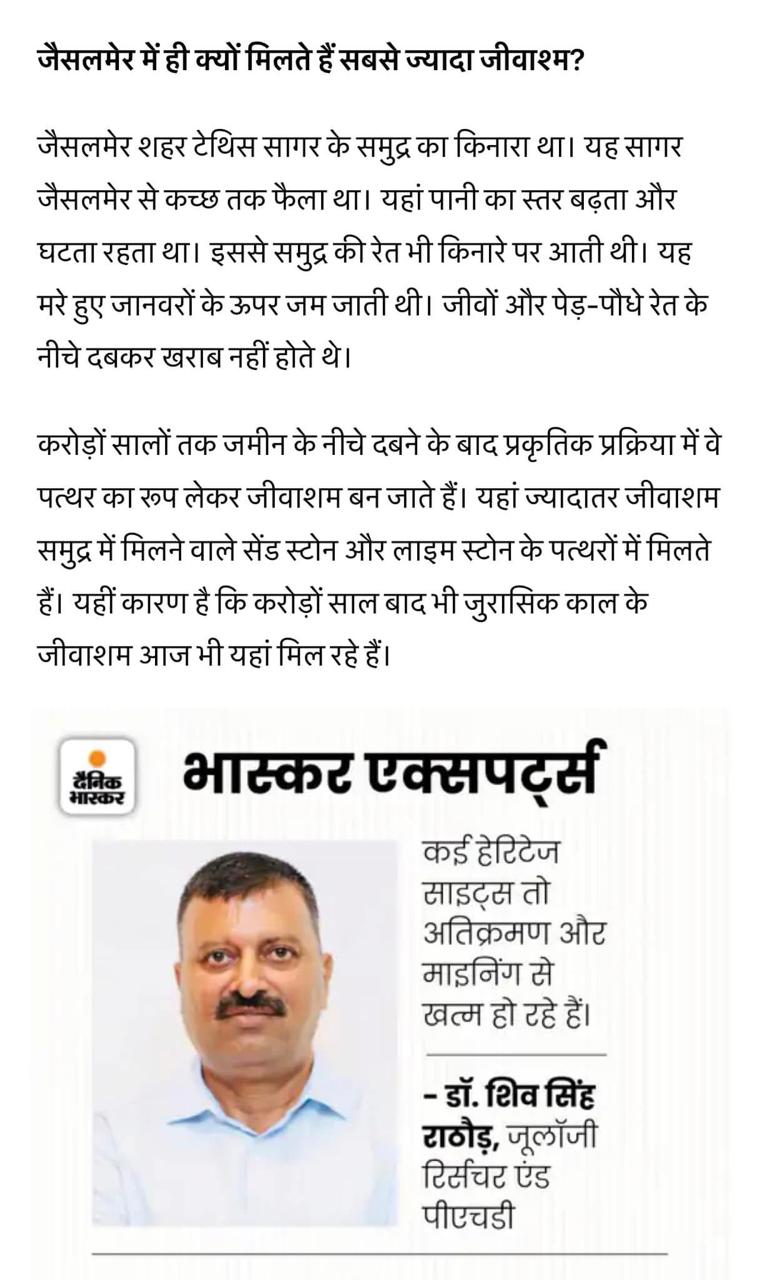 जैसलमेर में ही क्यों मिलते हैं सबसे ज्यादा जीवाश्म?
जैसलमेर शहर टेथिस सागर के समुद्र का किनारा था। यह सागर
जैसलमेर से कच्छ तक फैला था। यहां पानी का स्तर बढ़ता और
घटता रहता था। इससे समुद्र की रेत भी किनारे पर आती थी। यह
मरे हुए जानवरों के ऊपर जम जाती थी। जीवों और पेड़-पौधे रेत के
नीचे दबकर खराब नहीं होते थे।
करोड़ों सालों तक जमीन के नीचे दबने के बाद प्रकृतिक प्रक्रिया में वे
पत्थर का रूप लेकर जीवाशम बन जाते हैं। यहां ज्यादातर जीवाशम
समुद्र में मिलने वाले सेंड स्टोन और लाइम स्टोन के पत्थरों में मिलते
हैं। यहीं कारण है कि करोड़ों साल बाद भी जुरासिक काल के
जीवाशम आज भी यहां मिल रहे हैं।
दैनिक
भास्कर
भास्कर एक्सपर्ट्स
कई हेरिटेज
साइट्स तो
अतिक्रमण और
माइनिंग से
खत्म हो रहे हैं।
- डॉ. शिव सिंह
राठौड़, जूलॉजी
रिर्सचर एंड
पीएचडी